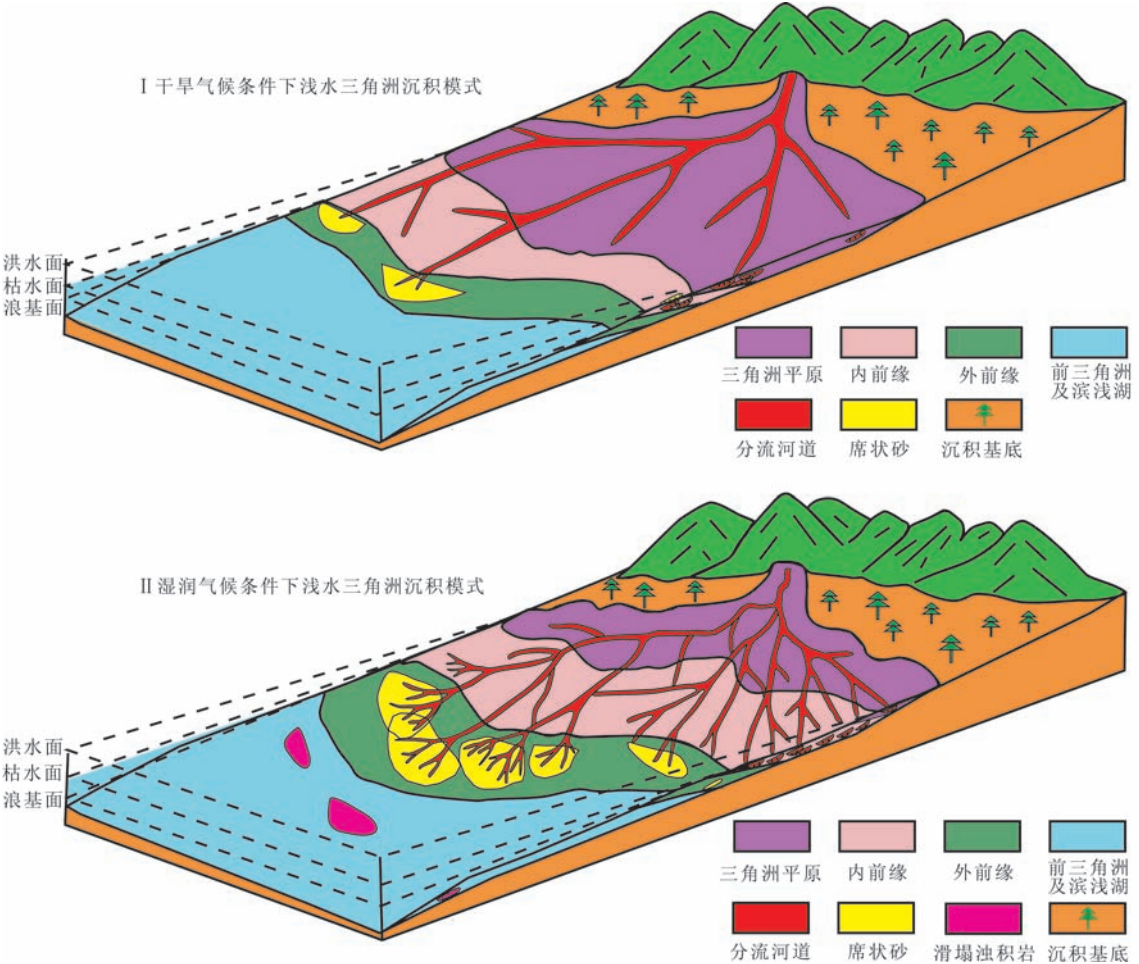 I 干旱气候条件下浅水三角洲沉积模式
洪水面
枯水面
浪基面
三角洲平原
内前缘
外前缘
前三角洲
及滨浅湖
分流河道
席状砂
沉积基底
II 湿润气候条件下浅水三角洲沉积模式
洪水面
枯水面
浪基面
三角洲平原
内前缘
外前缘
前三角洲
及滨浅湖
分流河道
席状砂
滑塌浊积岩
沉积基底